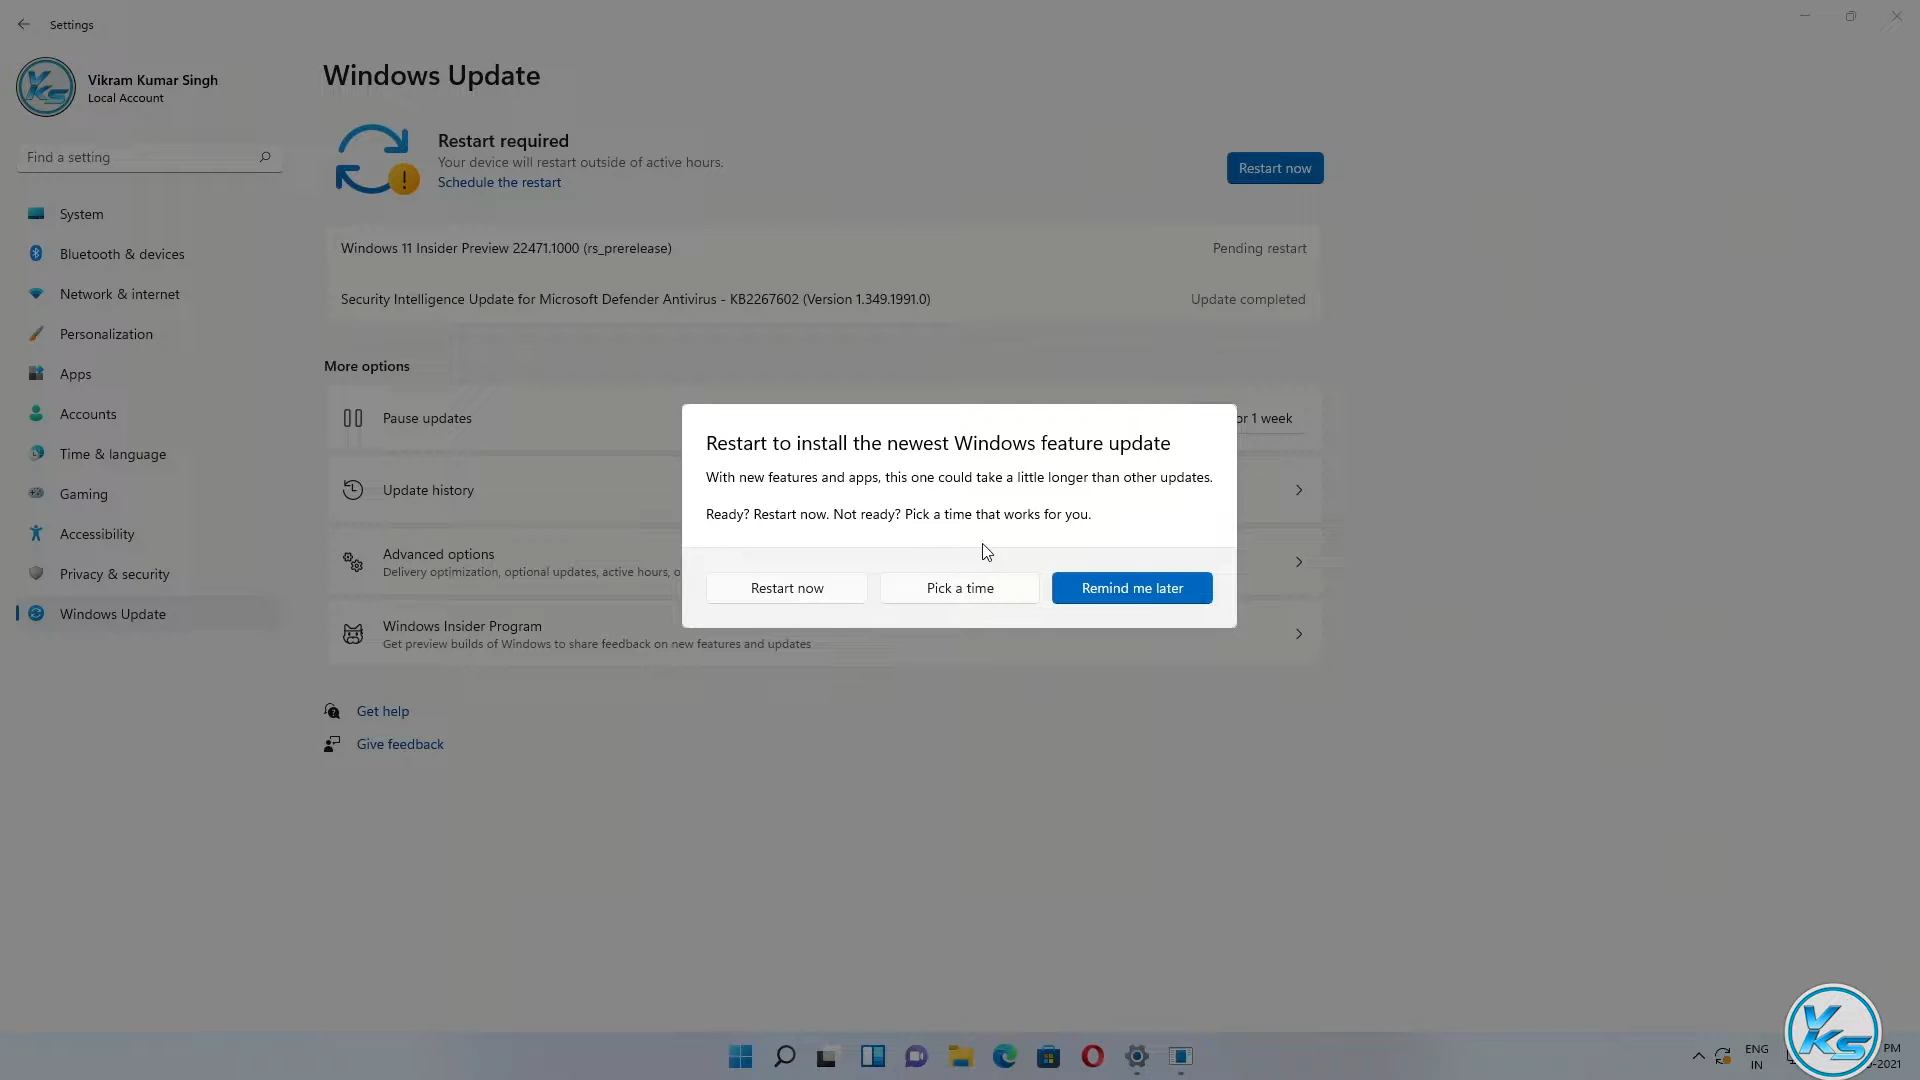 Settings
Vikram Kumar Singh
Local Account
Find a setting
System
Bluetooth & devices
Network & internet
Personalization
Apps
Accounts
Time & language
Gaming
Accessibility
Privacy & security
Windows Update
Windows Update
Restart required
Your device will restart outside of active hours.
Schedule the restart
Restart now
Windows 11 Insider Preview 22471.1000 (rs_prerelease)
Pending restart
Security Intelligence Update for Microsoft Defender Antivirus - KB2267602 (Version 1.349.1991.0)
Update completed
More options
Pause updates
1 week
Update history
Advanced options
Delivery optimization, optional updates, active hours,
Windows Insider Program
Get preview builds of Windows to share feedback on new features and updates
Get help
Give feedback
Restart to install the newest Windows feature update
With new features and apps, this one could take a little longer than other updates.
Ready? Restart now. Not ready? Pick a time that works for you.
Restart now
Pick a time
Remind me later
ENG
IN
PM
2021
YKS